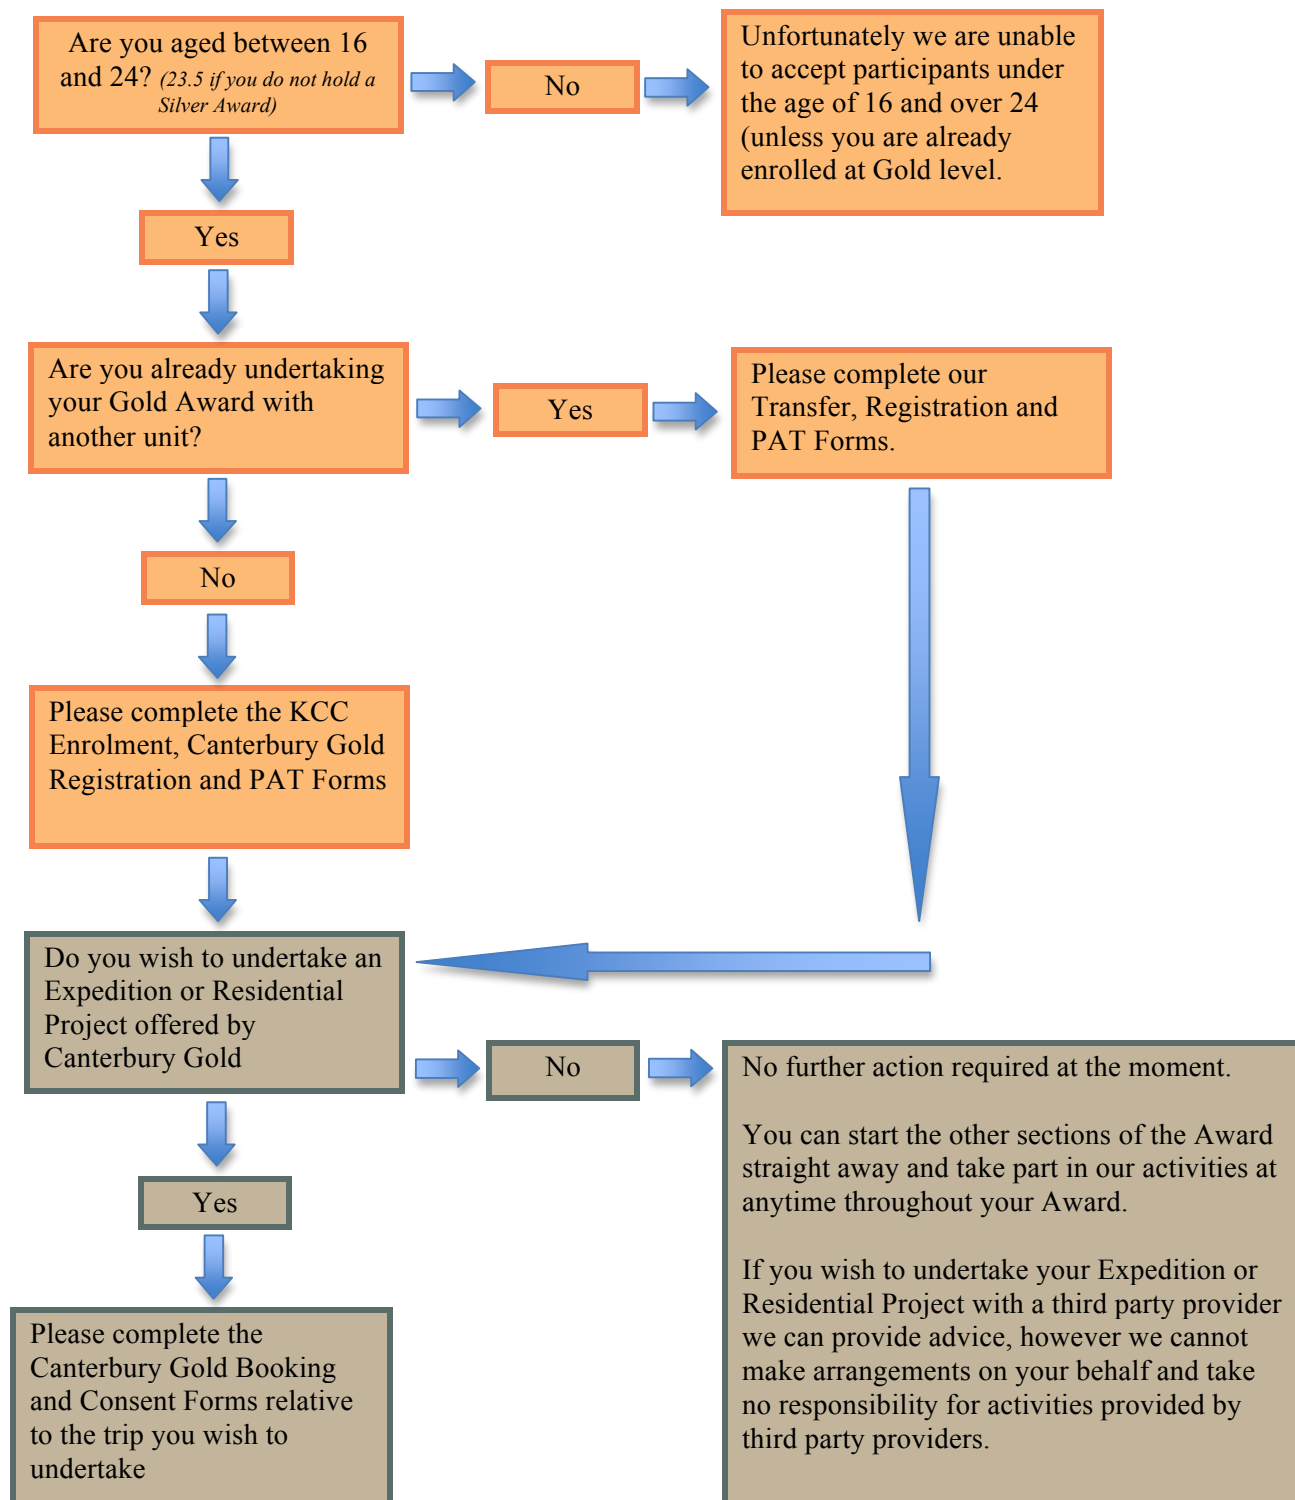 Are you aged between 16
and 24? (23.5 if you do not hold a
Silver Award)
No
Unfortunately we are unable
to accept participants under
the age of 16 and over 24
(unless you are already
enrolled at Gold level.
Yes
Are you already undertaking
your Gold Award with
another unit?
Yes
Please complete our
Transfer, Registration and
PAT Forms.
No
Please complete the KCC
Enrolment, Canterbury Gold
Registration and PAT Forms
Do you wish to undertake an
Expedition or Residential
Project offered by
Canterbury Gold
No
No further action required at the moment.
You can start the other sections of the Award
straight away and take part in our activities at
anytime throughout your Award.
If you wish to undertake your Expedition or
Residential Project with a third party provider
we can provide advice, however we cannot
make arrangements on your behalf and take
no responsibility for activities provided by
third party providers.
Yes
Please complete the
Canterbury Gold Booking
and Consent Forms relative
to the trip you wish to
undertake